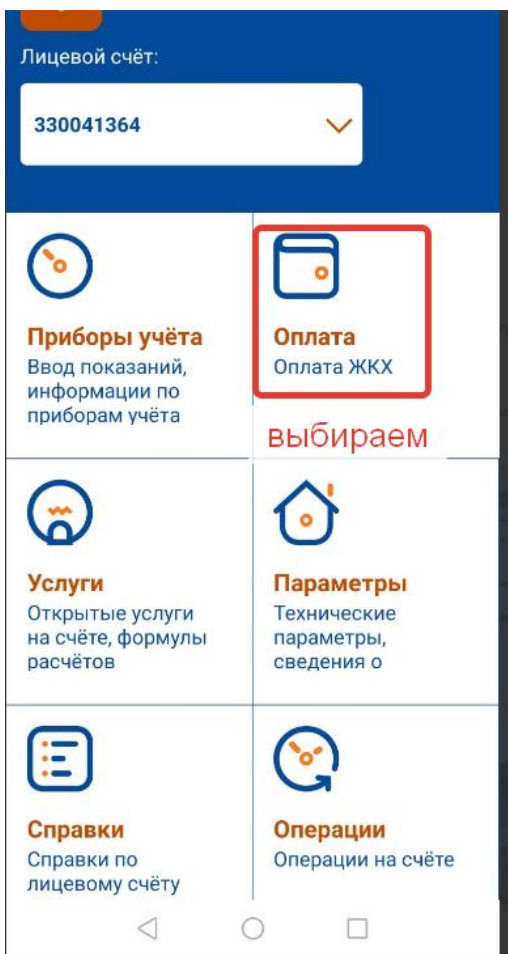 Лицевой счёт:
330041364
Приборы учёта
Ввод показаний,
информации по
приборам учёта
Оплата
Оплата ЖКХ
выбираем
Услуги
Открытые услуги
на счёте, формулы
расчётов
Параметры
Технические
параметры,
сведения о
Справки
Справки по
лицевому счёту
Операции
Операции на счёте